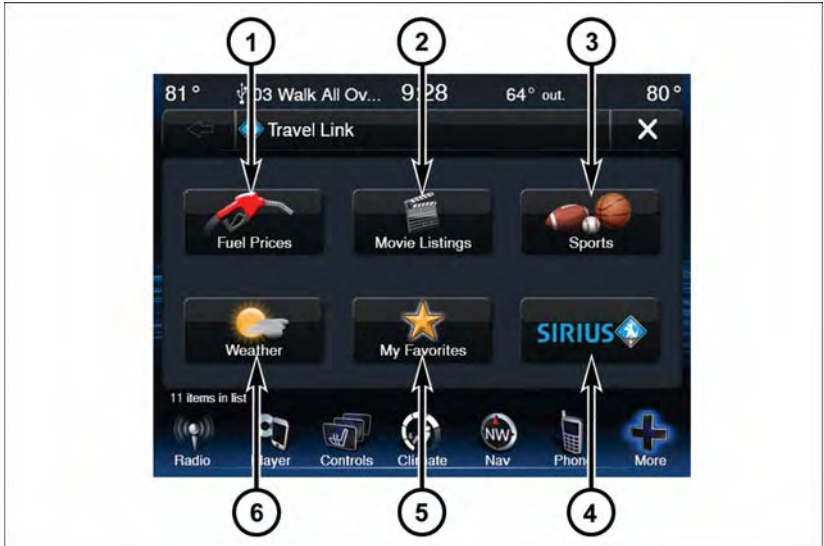 1 2 3
81° 03 Walk All Ov... 9:28 64° out. 80°
Travel Link X
Fuel Prices Movie Listings Sports
Weather My Favorites SIRIUS
11 items in list
Radio Player Controls Climate NW Nav Phone More
6 5 4